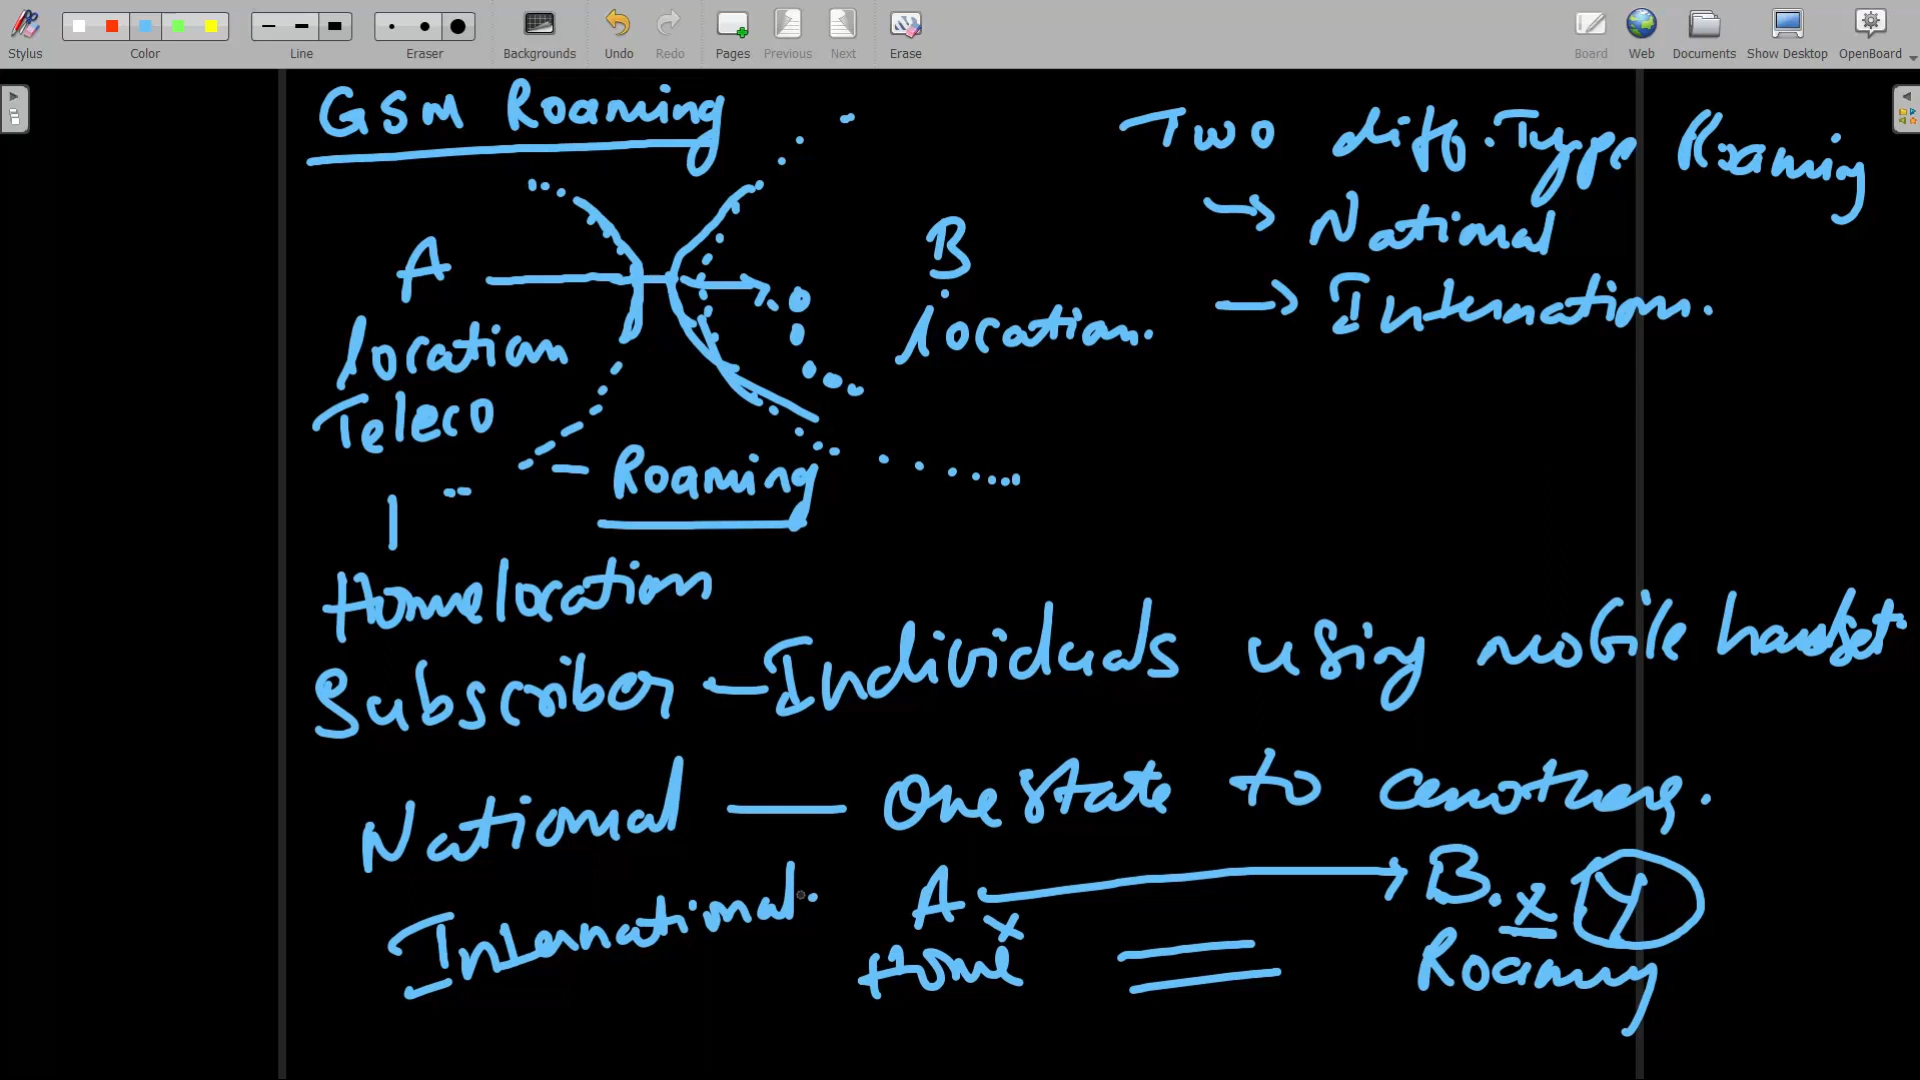 Stylus
Color
Line
Eraser
Backgrounds
Undo
Redo
Pages
Previous
Next
Erase
Board
Web
Documents
Show Desktop
OpenBoard
GSM Roaming
A
location
Teleco
B
location.
Roaming
Two diff. Type Roaming
→ National
→ Internation.
Homelocation
Subscriber — Individuals using mobile handset.
National — One state to
International.
A → B. x Y
x
Home
Roaming